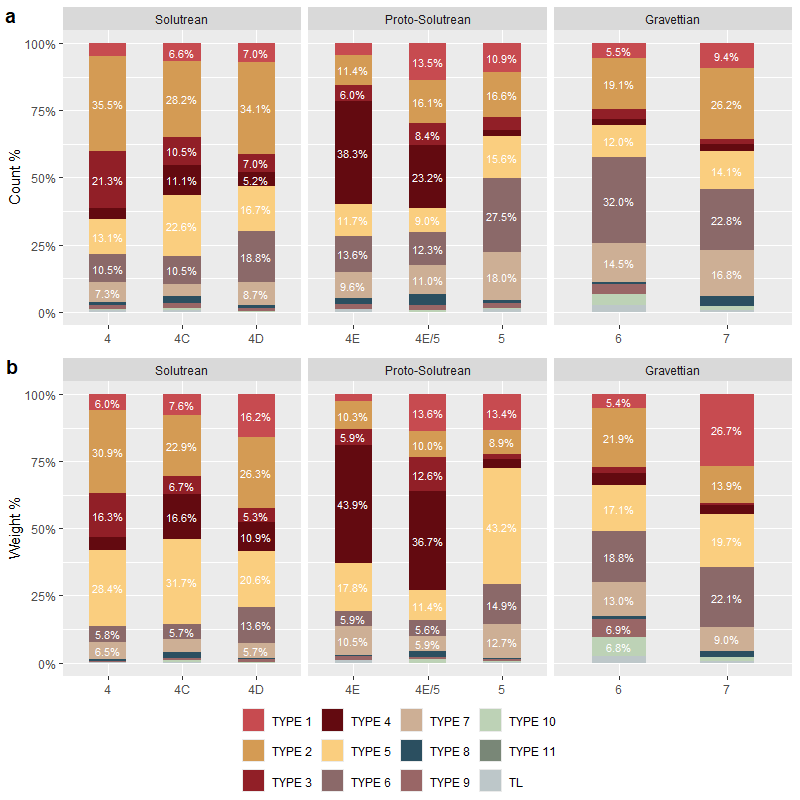 a
Solutrean Proto-Solutrean Gravettian
Count %
100%
75%
50%
25%
0%
35.5% 21.3% 13.1% 10.5% 7.3%
6.6% 28.2% 10.5% 11.1% 22.6% 10.5%
7.0% 34.1% 7.0% 5.2% 16.7% 18.8% 8.7%
11.4% 6.0% 38.3% 11.7% 13.6% 9.6%
13.5% 16.1% 8.4% 23.2% 9.0% 12.3% 11.0%
10.9% 16.6% 15.6% 27.5% 18.0%
5.5% 19.1% 12.0% 32.0% 14.5%
9.4% 26.2% 14.1% 22.8% 16.8%
4 4C 4D 4E 4E/5 5 6 7
b
Solutrean Proto-Solutrean Gravettian
Weight %
100%
75%
50%
25%
0%
6.0% 30.9% 16.3% 28.4% 5.8% 6.5%
7.6% 22.9% 6.7% 16.6% 31.7% 5.7%
16.2% 26.3% 5.3% 10.9% 20.6% 13.6% 5.7%
10.3% 5.9% 43.9% 17.8% 5.9% 10.5%
13.6% 10.0% 12.6% 36.7% 11.4% 5.6% 5.9%
13.4% 8.9% 43.2% 14.9% 12.7%
5.4% 21.9% 17.1% 18.8% 13.0% 6.9% 6.8%
26.7% 13.9% 19.7% 22.1% 9.0%
4 4C 4D 4E 4E/5 5 6 7
TYPE 1 TYPE 4 TYPE 7 TYPE 10
TYPE 2 TYPE 5 TYPE 8 TYPE 11
TYPE 3 TYPE 6 TYPE 9 TL